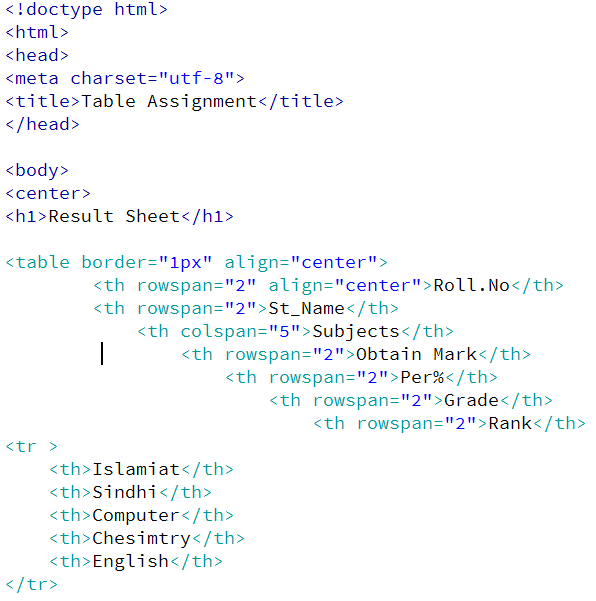 <!doctype html>
<html>
<head>
<meta charset="utf-8">
<title>Table Assignment</title>
</head>
<body>
<center>
<h1>Result Sheet</h1>
<table border="1px" align="center">
<th rowspan="2" align="center">Roll.No</th>
<th rowspan="2">St_Name</th>
<th colspan="5">Subjects</th>
<th rowspan="2">Obtain Mark</th>
<th rowspan="2">Per%</th>
<th rowspan="2">Grade</th>
<th rowspan="2">Rank</th>
<tr >
<th>Islamiat</th>
<th>Sindhi</th>
<th>Computer</th>
<th>Chesimtry</th>
<th>English</th>
</tr>